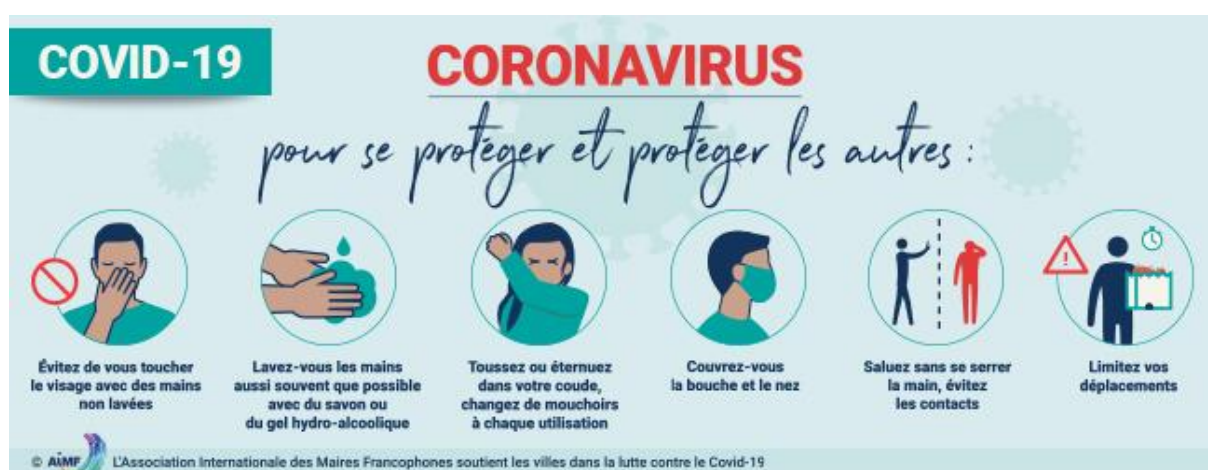 COVID-19
CORONAVIRUS
pour se protéger et protéger les autres :
Évitez de vous toucher
le visage avec des mains
non lavées
Lavez-vous les mains
aussi souvent que possible
avec du savon ou
du gel hydro-alcoolique
Toussez ou éternuez
dans votre coude,
changez de mouchoirs
à chaque utilisation
Couvrez-vous
la bouche et le nez
Saluez sans se serrer
la main, évitez
les contacts
Limitez vos
déplacements
© AIMF L'Association Internationale des Maires Francophones soutient les villes dans la lutte contre le Covid-19